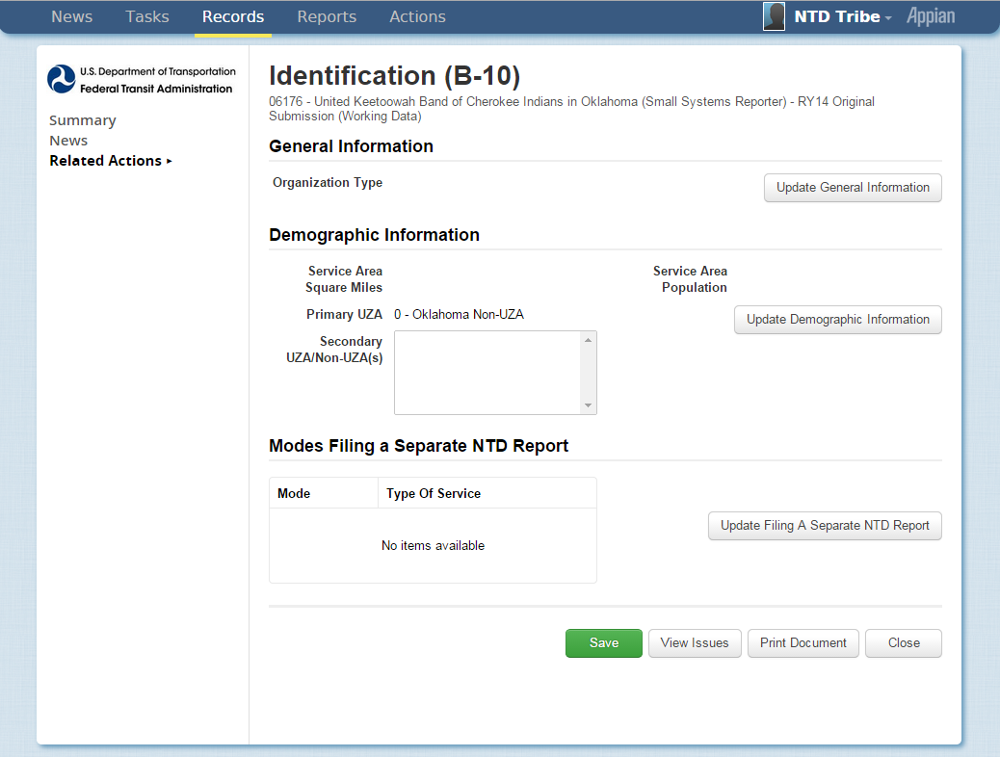 News Tasks Records Reports Actions NTD Tribe Appian
U.S. Department of Transportation
Federal Transit Administration
Summary
News
Related Actions
Identification (B-10)
06176 - United Keetoowah Band of Cherokee Indians in Oklahoma (Small Systems Reporter) - RY14 Original
Submission (Working Data)
General Information
Organization Type
Update General Information
Demographic Information
Service Area
Square Miles
Service Area
Population
Primary UZA 0 - Oklahoma Non-UZA
Update Demographic Information
Secondary
UZA/Non-UZA(s)
Modes Filing a Separate NTD Report
Mode Type Of Service
No items available
Update Filing A Separate NTD Report
Save View Issues Print Document Close